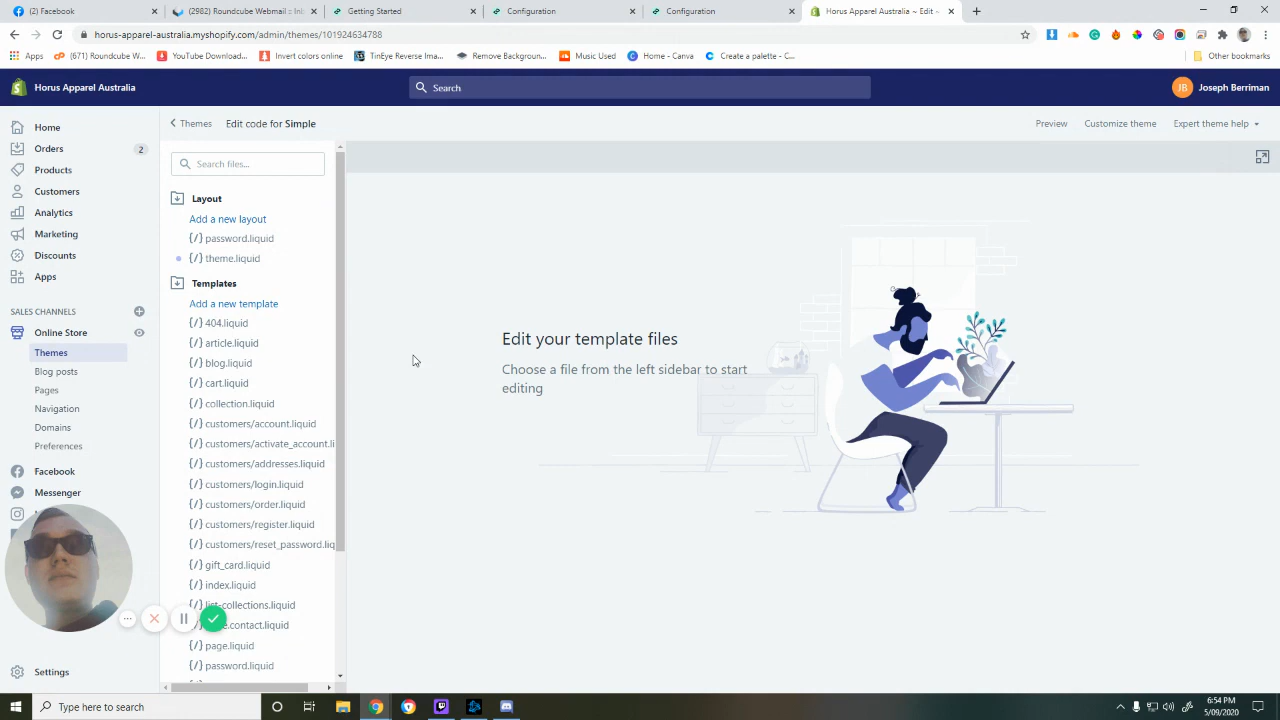 (2) Facebook
(2982) Roundcube Webmail :: Inb
Getting Started
Configuration
Configuration
Horus Apparel Australia ~ Edit ~
horus-apparel-australia.myshopify.com/admin/themes/101924634788
Apps
(671) Roundcube W...
YouTube Download...
Invert colors online
TinEye Reverse Ima...
Remove Background...
Music Used
Home - Canva
Create a palette - C...
Other bookmarks
Horus Apparel Australia
Search
JB
Joseph Berriman
Home
Orders
2
Products
Customers
Analytics
Marketing
Discounts
Apps
SALES CHANNELS
Online Store
Themes
Blog posts
Pages
Navigation
Domains
Preferences
Facebook
Messenger
Settings
Themes
Edit code for Simple
Preview
Customize theme
Expert theme help
Search files...
Layout
Add a new layout
{/} password.liquid
{/} theme.liquid
Templates
Add a new template
{/} 404.liquid
{/} article.liquid
{/} blog.liquid
{/} cart.liquid
{/} collection.liquid
{/} customers/account.liquid
{/} customers/activate_account.li
{/} customers/addresses.liquid
{/} customers/login.liquid
{/} customers/order.liquid
{/} customers/register.liquid
{/} customers/reset_password.liq
{/} gift_card.liquid
{/} index.liquid
{/} list-collections.liquid
.contact.liquid
{/} page.liquid
{/} password.liquid
Edit your template files
Choose a file from the left sidebar to start
editing
Type here to search
6:54 PM
5/09/2020